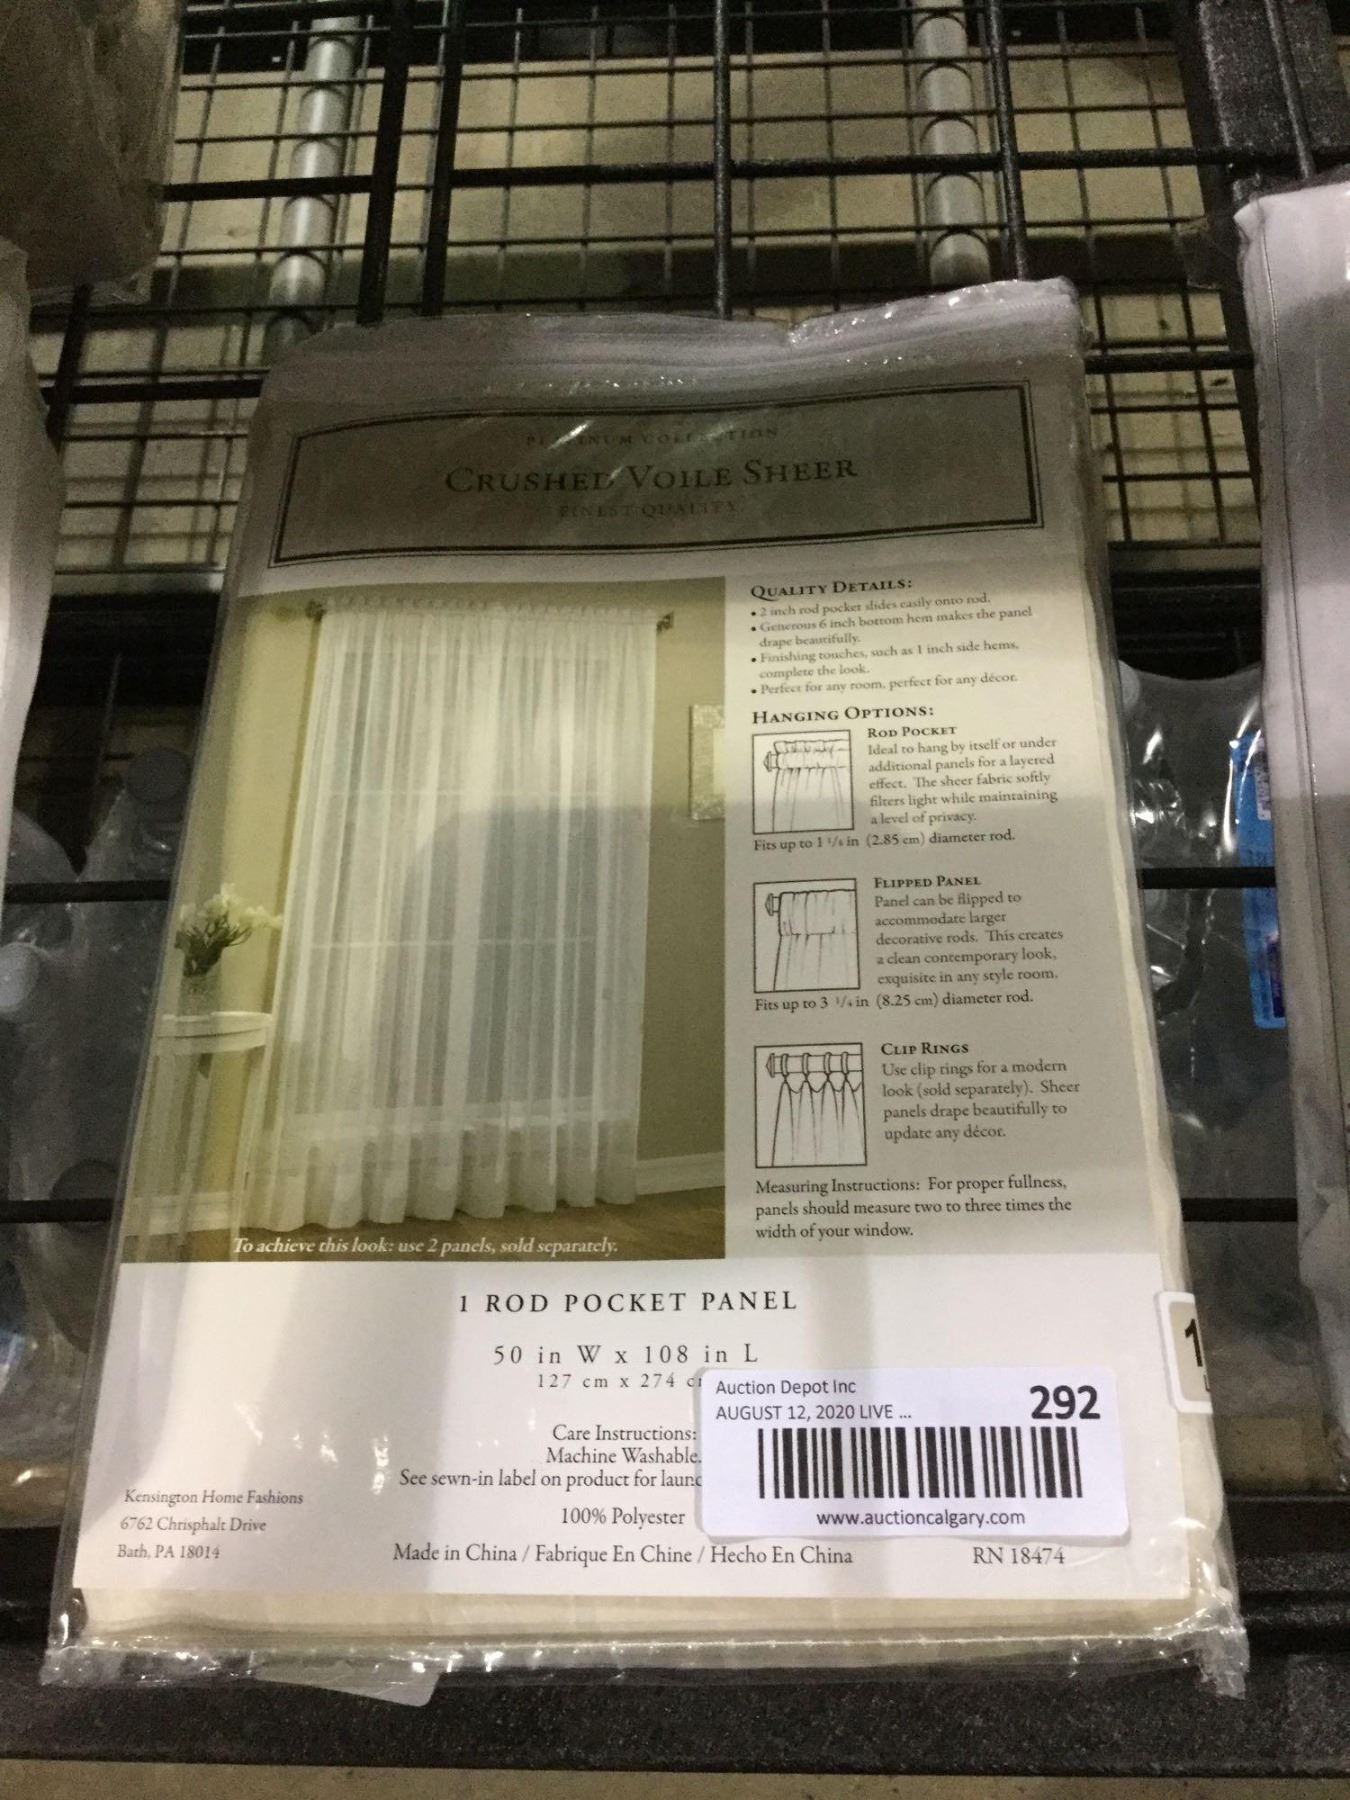 PLATINUM COLLECTION
CRUSHED VOILE SHEER
FINEST QUALITY
QUALITY DETAILS:
• 2 inch rod pocket slides easily onto rod.
• Generous 6 inch bottom hem makes the panel
drape beautifully.
• Finishing touches, such as 1 inch side hems,
complete the look.
• Perfect for any room, perfect for any décor.
HANGING OPTIONS:
ROD POCKET
Ideal to hang by itself or under
additional panels for a layered
effect. The sheer fabric softly
filters light while maintaining
a level of privacy.
Fits up to 1 1/8 in (2.85 cm) diameter rod.
FLIPPED PANEL
Panel can be flipped to
accommodate larger
decorative rods. This creates
a clean contemporary look,
exquisite in any style room.
Fits up to 3 1/4 in (8.25 cm) diameter rod.
CLIP RINGS
Use clip rings for a modern
look (sold separately). Sheer
panels drape beautifully to
update any décor.
Measuring Instructions: For proper fullness,
panels should measure two to three times the
width of your window.
To achieve this look: use 2 panels, sold separately.
1 ROD POCKET PANEL
50 in W x 108 in L
127 cm x 274 c
Care Instructions:
Machine Washable.
See sewn-in label on product for laun
100% Polyester
Kensington Home Fashions
6762 Chrisphalt Drive
Bath, PA 18014
Made in China / Fabrique En Chine / Hecho En China
RN 18474
Auction Depot Inc
AUGUST 12, 2020 LIVE ...
292
www.auctioncalgary.com